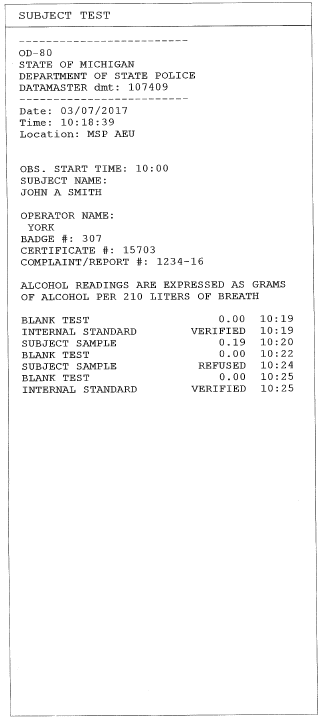 SUBJECT TEST
-------------------------
OD-80
STATE OF MICHIGAN
DEPARTMENT OF STATE POLICE
DATAMASTER dmt: 107409
-------------------------
Date: 03/07/2017
Time: 10:18:39
Location: MSP AEU
OBS. START TIME: 10:00
SUBJECT NAME:
JOHN A SMITH
OPERATOR NAME:
YORK
BADGE #: 307
CERTIFICATE #: 15703
COMPLAINT/REPORT #: 1234-16
ALCOHOL READINGS ARE EXPRESSED AS GRAMS
OF ALCOHOL PER 210 LITERS OF BREATH
BLANK TEST 0.00 10:19
INTERNAL STANDARD VERIFIED 10:19
SUBJECT SAMPLE 0.19 10:20
BLANK TEST 0.00 10:22
SUBJECT SAMPLE REFUSED 10:24
BLANK TEST 0.00 10:25
INTERNAL STANDARD VERIFIED 10:25